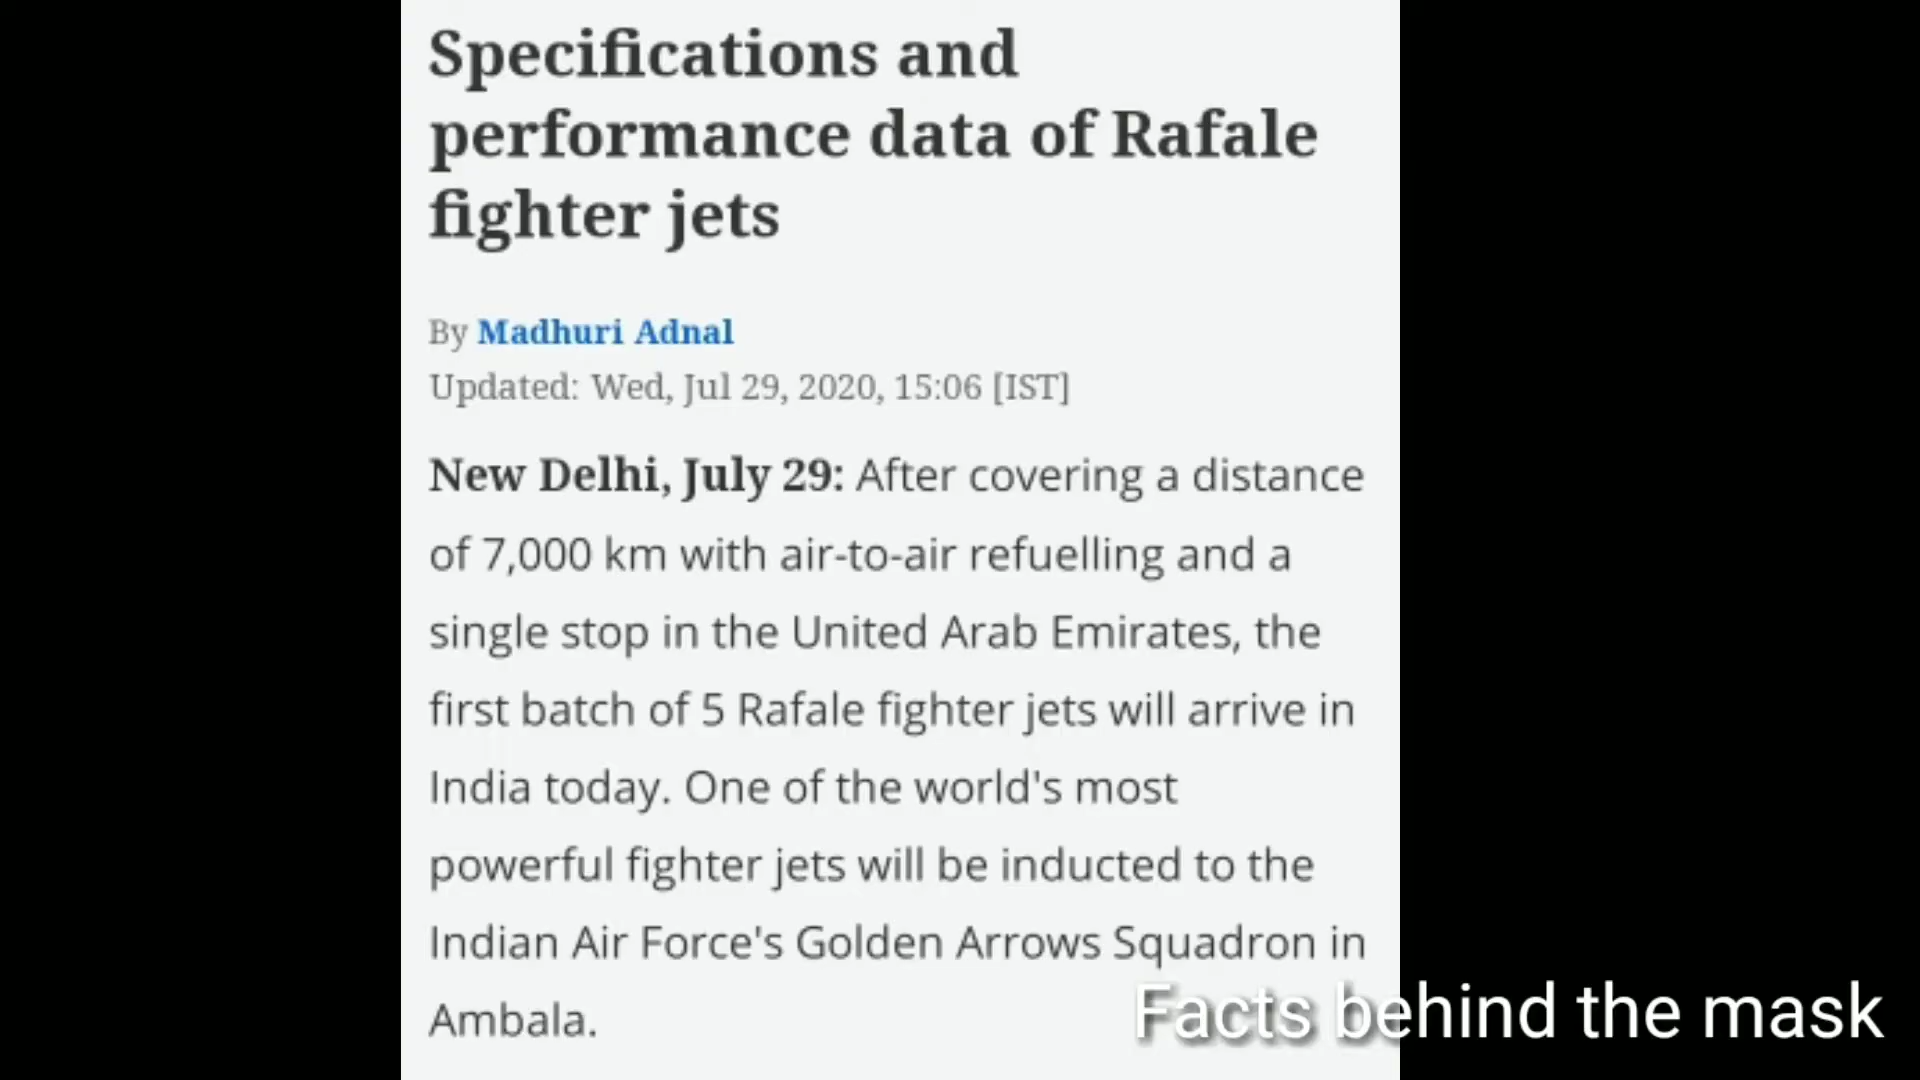 Specifications and
performance data of Rafale
fighter jets
By Madhuri Adnal
Updated: Wed, Jul 29, 2020, 15:06 [IST]
New Delhi, July 29: After covering a distance
of 7,000 km with air-to-air refuelling and a
single stop in the United Arab Emirates, the
first batch of 5 Rafale fighter jets will arrive in
India today. One of the world's most
powerful fighter jets will be inducted to the
Indian Air Force's Golden Arrows Squadron in
Ambala.
Facts behind the mask